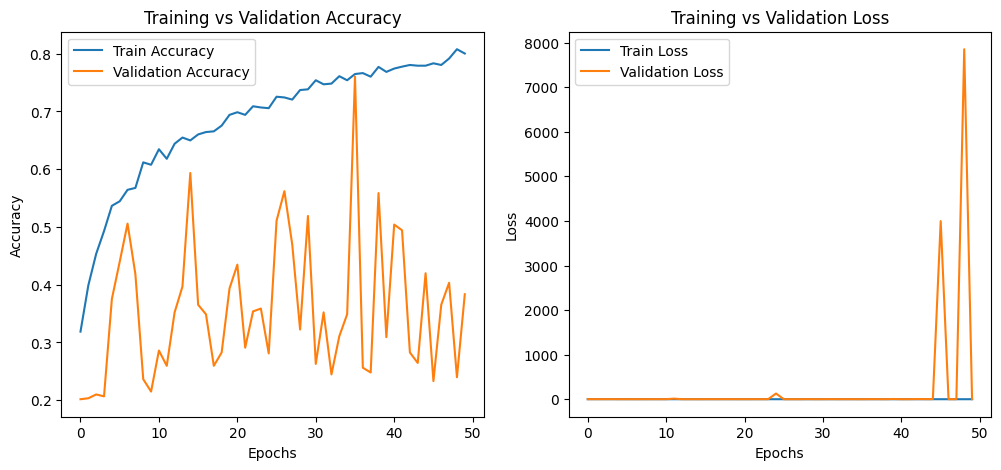 Training vs Validation Accuracy
Train Accuracy
Validation Accuracy
0.8
0.7
0.6
0.5
0.4
0.3
0.2
Accuracy
0 10 20 30 40 50
Epochs
Training vs Validation Loss
Train Loss
Validation Loss
8000
7000
6000
5000
4000
3000
2000
1000
0
Loss
0 10 20 30 40 50
Epochs